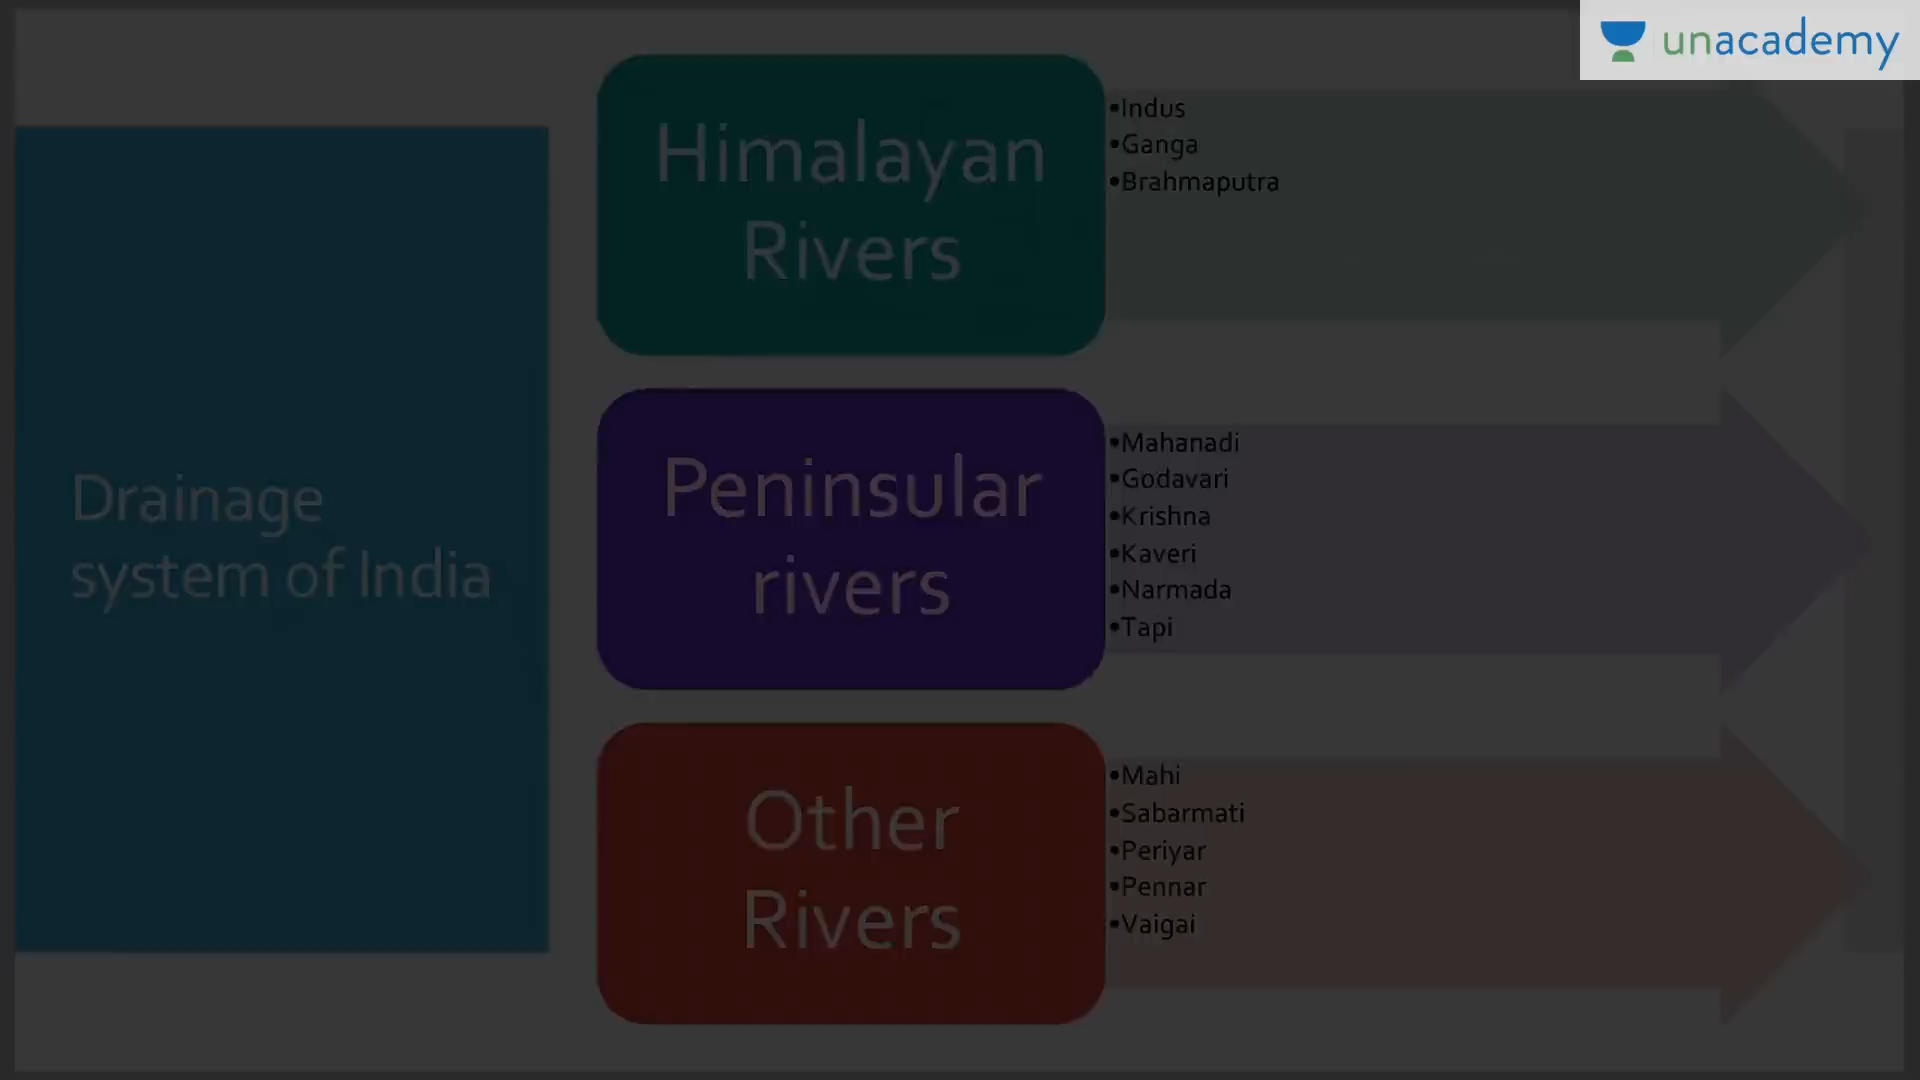 unacademy
Drainage
system of India
Himalayan
Rivers
•Indus
•Ganga
•Brahmaputra
Peninsular
rivers
•Mahanadi
•Godavari
•Krishna
•Kaveri
•Narmada
•Tapi
Other
Rivers
•Mahi
•Sabarmati
•Periyar
•Pennar
•Vaigai